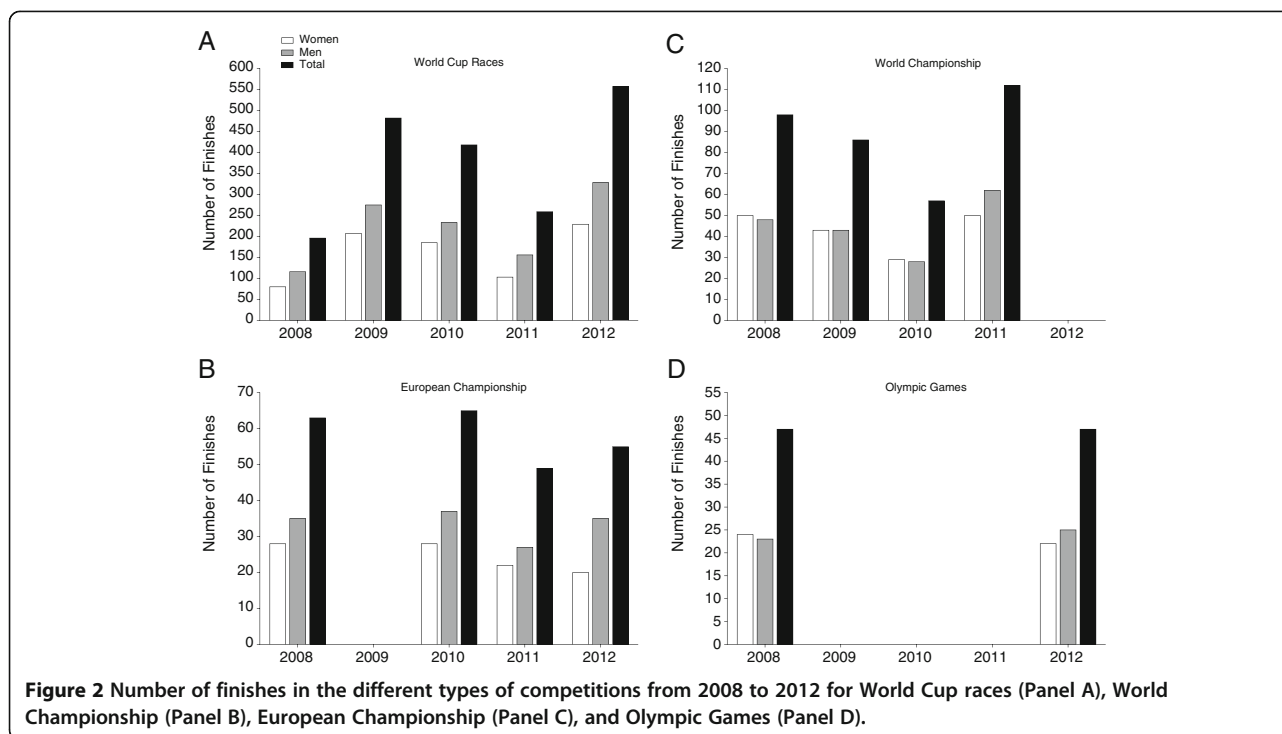 A
Women
Men
Total
World Cup Races
Number of Finishes
600
550
500
450
400
350
300
250
200
150
100
50
0
2008 2009 2010 2011 2012
B
European Championship
Number of Finishes
70
60
50
40
30
20
10
0
2008 2009 2010 2011 2012
C
World Championship
Number of Finishes
120
110
100
90
80
70
60
50
40
30
20
10
0
2008 2009 2010 2011 2012
D
Olympic Games
Number of Finishes
55
50
45
40
35
30
25
20
15
10
5
0
2008 2009 2010 2011 2012
Figure 2 Number of finishes in the different types of competitions from 2008 to 2012 for World Cup races (Panel A), World
Championship (Panel B), European Championship (Panel C), and Olympic Games (Panel D).